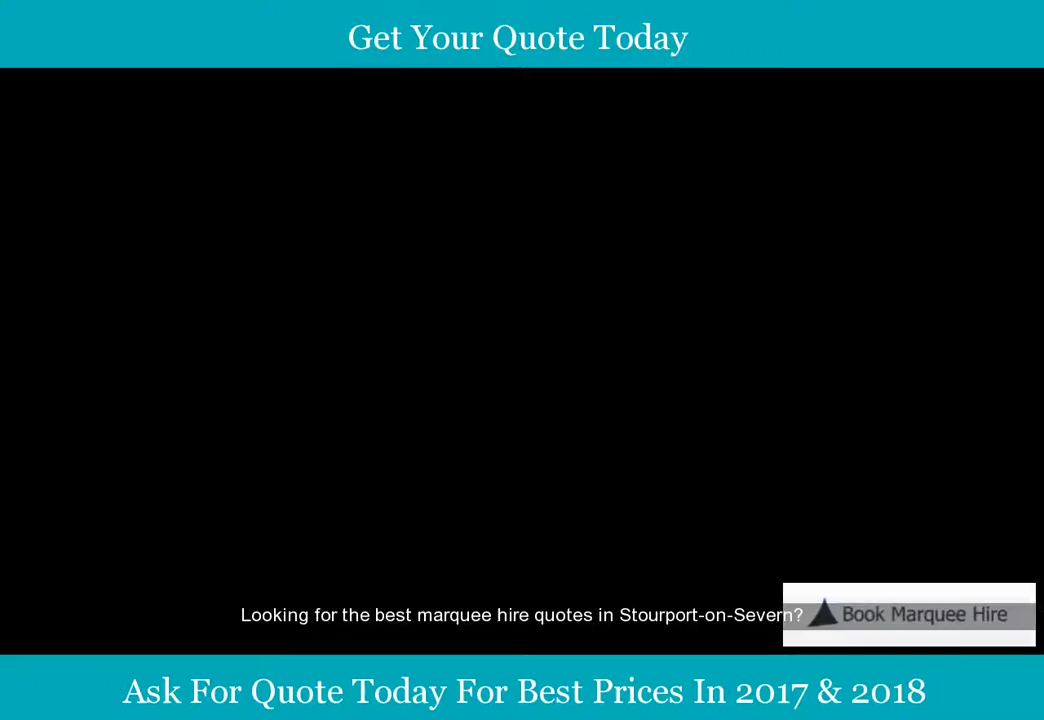 Get Your Quote Today
Looking for the best marquee hire quotes in Stourport-on-Severn?
Book Marquee Hire
Ask For Quote Today For Best Prices In 2017 & 2018